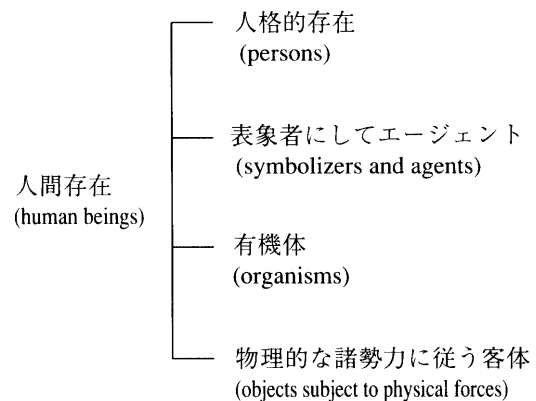 人格的存在
(persons)
表象者にしてエージェント
(symbolizers and agents)
人間存在
(human beings)
有機体
(organisms)
物理的な諸勢力に従う客体
(objects subject to physical forces)